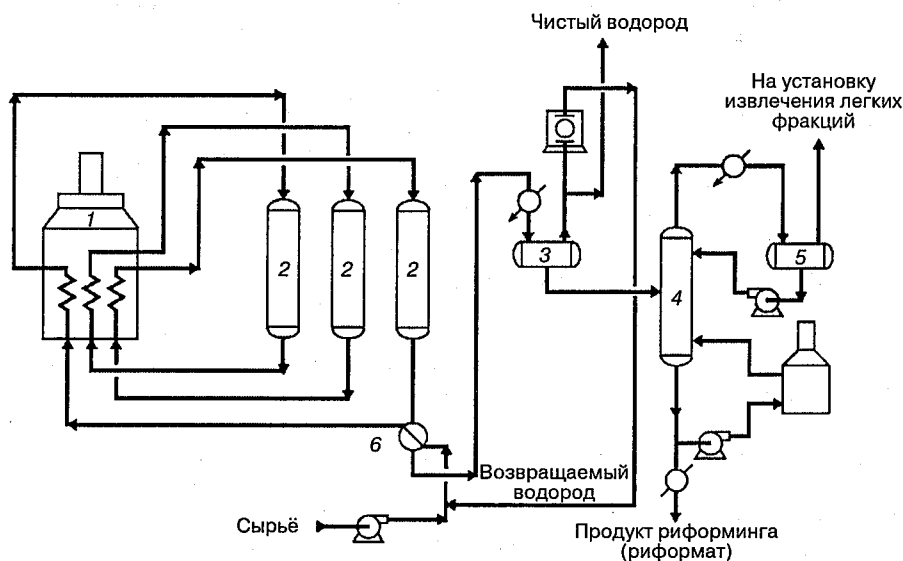 Чистый водород
На установку
извлечения легких
фракций
1
2
2
2
3
4
5
6
Возвращаемый
водород
Сырьё
Продукт риформинга
(риформат)